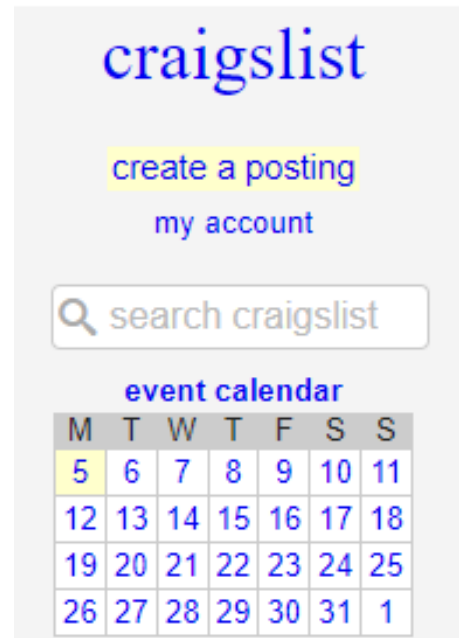 craigslist
create a posting
my account
search craigslist
event calendar
M T W T F S S
5 6 7 8 9 10 11
12 13 14 15 16 17 18
19 20 21 22 23 24 25
26 27 28 29 30 31 1